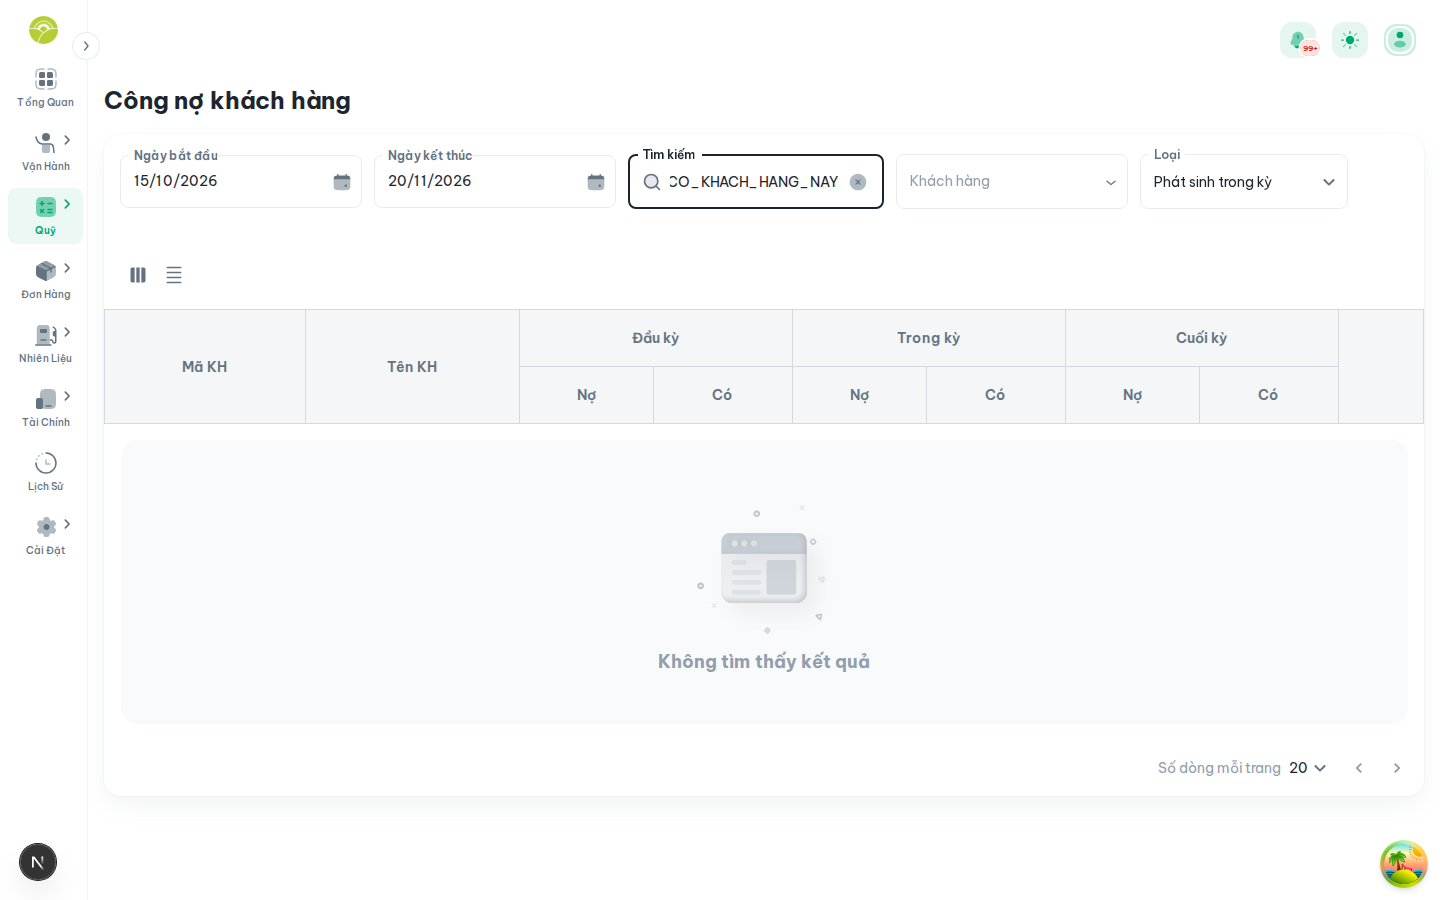 99+
Tổng Quan
Vận Hành
Quỹ
Đơn Hàng
Nhiên Liệu
Tài Chính
Lịch Sử
Cài Đặt
N
Công nợ khách hàng
Ngày bắt đầu
15/10/2026
Ngày kết thúc
20/11/2026
Tìm kiếm
CO_KHACH_HANG_NAY
Khách hàng
Loại
Phát sinh trong kỳ
Mã KH
Tên KH
Đầu kỳ
Trong kỳ
Cuối kỳ
Nợ
Có
Nợ
Có
Nợ
Có
Không tìm thấy kết quả
Số dòng mỗi trang 20